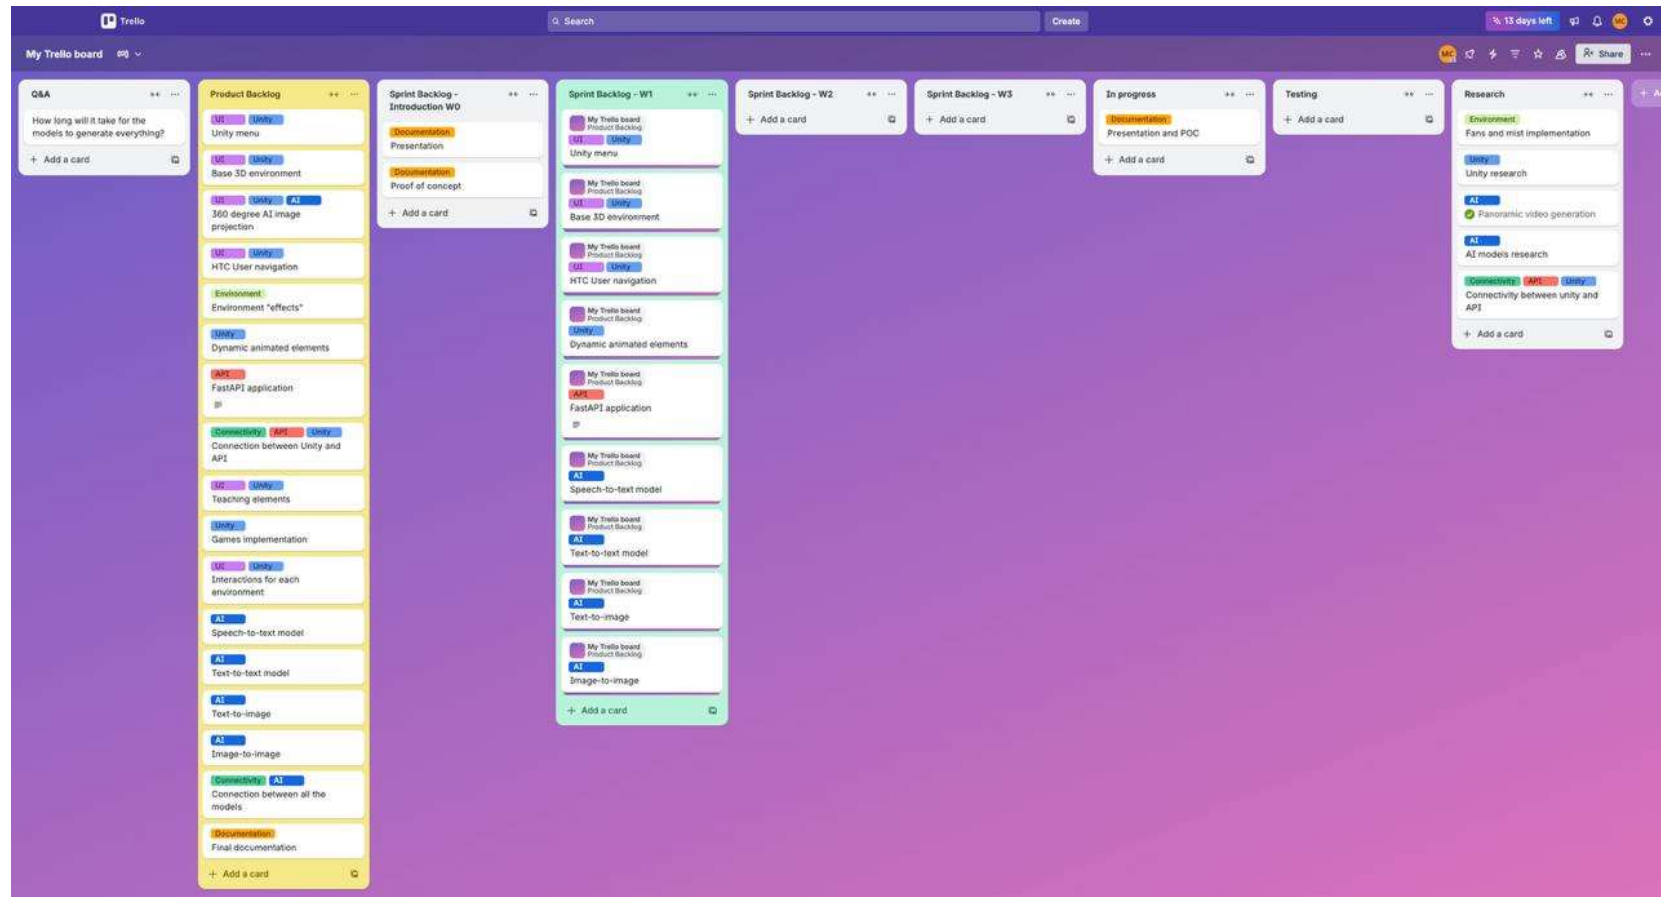 Trello
Search
Create
13 days left
MC
My Trello board
MC
Share
Q&A
How long will it take for the
models to generate everything?
+ Add a card
Product Backlog
UI Unity
Unity menu
UI Unity
Base 3D environment
UI Unity AI
360 degree AI image
projection
UI Unity
HTC User navigation
Environment
Environment "effects"
Unity
Dynamic animated elements
API
FastAPI application
Connectivity API Unity
Connection between Unity and
API
UI Unity
Teaching elements
Unity
Games implementation
UI Unity
Interactions for each
environment
AI
Speech-to-text model
AI
Text-to-text model
AI
Text-to-image
AI
Image-to-image
Connectivity AI
Connection between all the
models
Documentation
Final documentation
+ Add a card
Sprint Backlog -
Introduction W0
Documentation
Presentation
Documentation
Proof of concept
+ Add a card
Sprint Backlog - W1
My Trello board
Product Backlog
UI Unity
Unity menu
My Trello board
Product Backlog
UI Unity
Base 3D environment
My Trello board
Product Backlog
UI Unity
HTC User navigation
My Trello board
Product Backlog
Unity
Dynamic animated elements
My Trello board
Product Backlog
API
FastAPI application
My Trello board
Product Backlog
AI
Speech-to-text model
My Trello board
Product Backlog
AI
Text-to-text model
My Trello board
Product Backlog
AI
Text-to-image
My Trello board
Product Backlog
AI
Image-to-image
+ Add a card
Sprint Backlog - W2
+ Add a card
Sprint Backlog - W3
+ Add a card
In progress
Documentation
Presentation and POC
+ Add a card
Testing
+ Add a card
Research
Environment
Fans and mist implementation
Unity
Unity research
AI
Panoramic video generation
AI
AI models research
Connectivity API Unity
Connectivity between unity and
API
+ Add a card